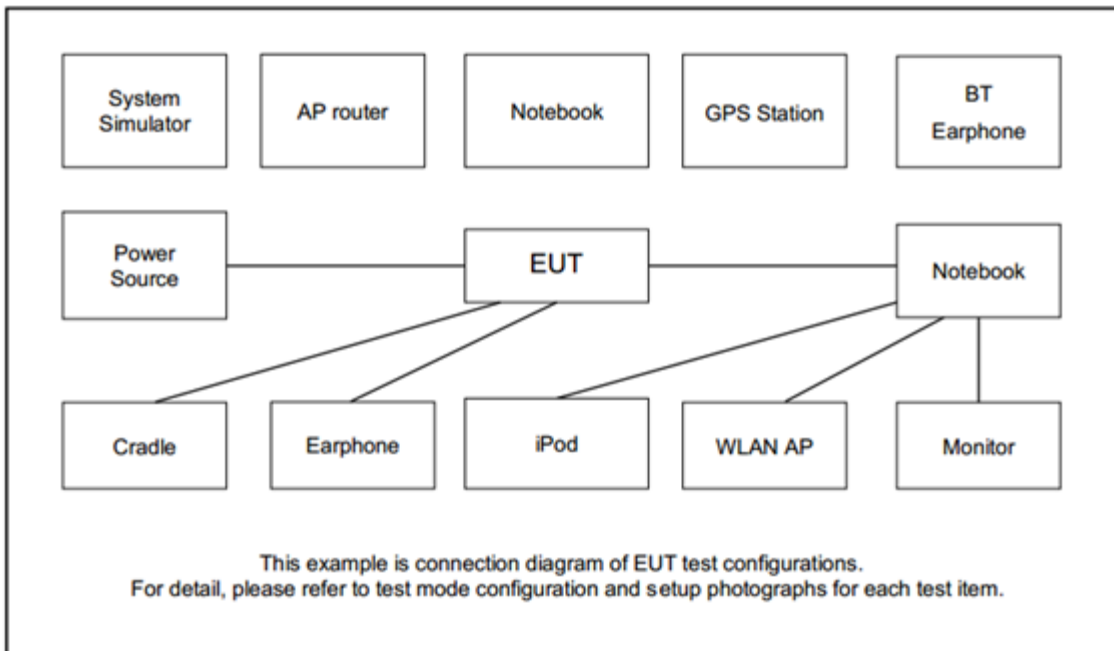 System
Simulator
AP router
Notebook
GPS Station
BT
Earphone
Power
Source
EUT
Notebook
Cradle
Earphone
iPod
WLAN AP
Monitor
This example is connection diagram of EUT test configurations.
For detail, please refer to test mode configuration and setup photographs for each test item.